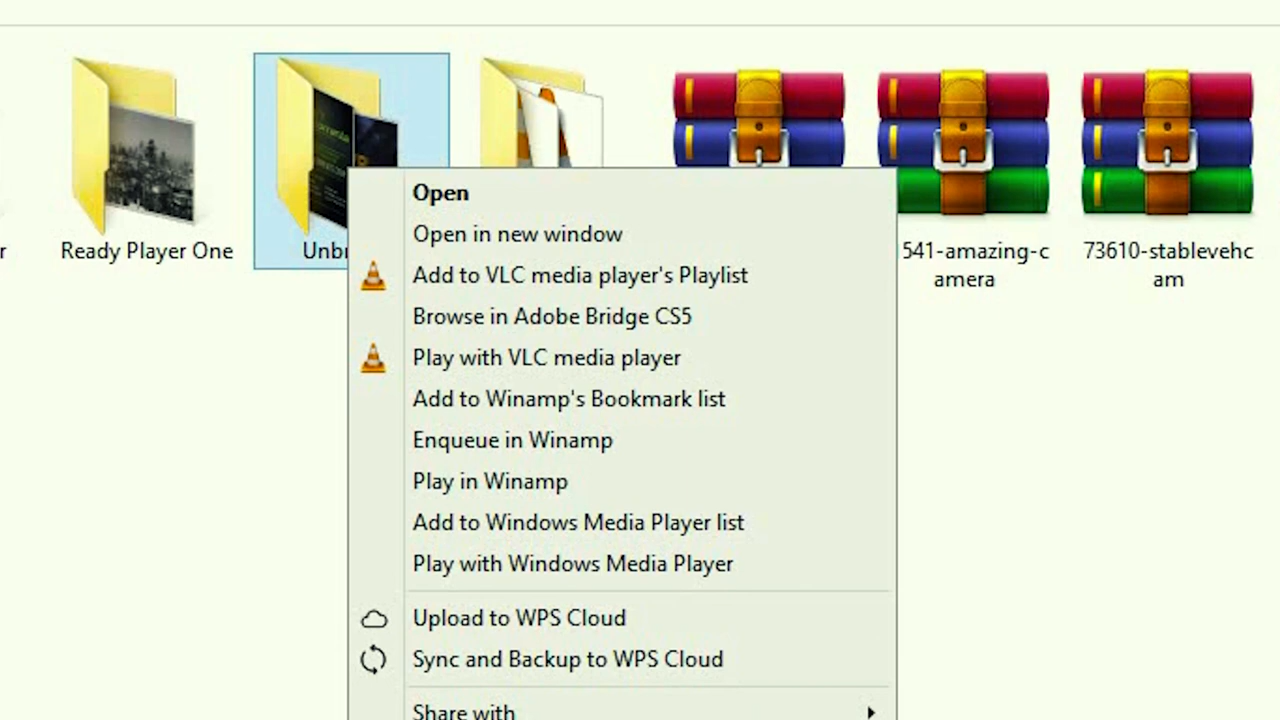 Ready Player One
Open
Open in new window
Add to VLC media player's Playlist
Browse in Adobe Bridge CS5
Play with VLC media player
Add to Winamp's Bookmark list
Enqueue in Winamp
Play in Winamp
Add to Windows Media Player list
Play with Windows Media Player
Upload to WPS Cloud
Sync and Backup to WPS Cloud
Share with
541-amazing-c
amera
73610-stablevehc
am